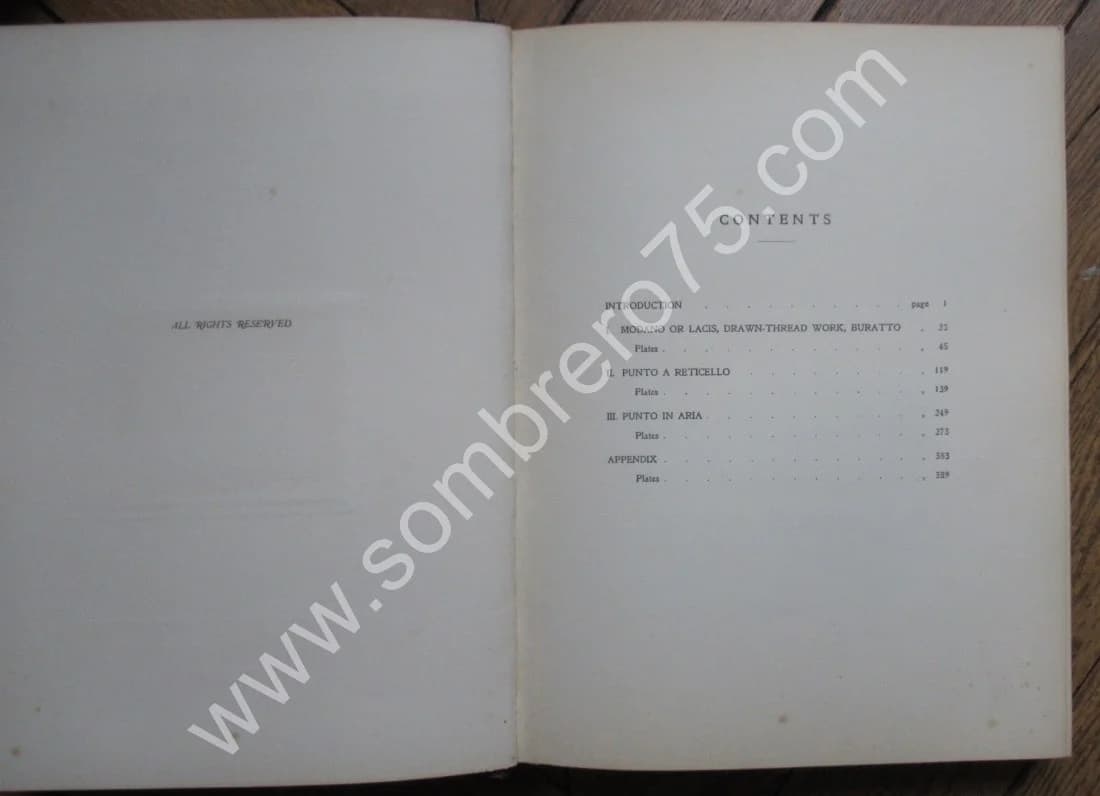 ALL RIGHTS RESERVED
CONTENTS
INTRODUCTION . . . . . . . . . . page 1
I. MODANO OR LACIS, DRAWN-THREAD WORK, BURATTO . „
Plates . . . . . . . . . . . . . „ 45
II. PUNTO A RETICELLO . . . . . . . . . „ 119
Plates . . . . . . . . . . . . . „ 139
III. PUNTO IN ARIA . . . . . . . . . . . „ 249
Plates . . . . . . . . . . . . . „ 273
APPENDIX . . . . . . . . . . . . . „ 383
Plates . . . . . . . . . . . . . „ 389
www.sombrero75.com